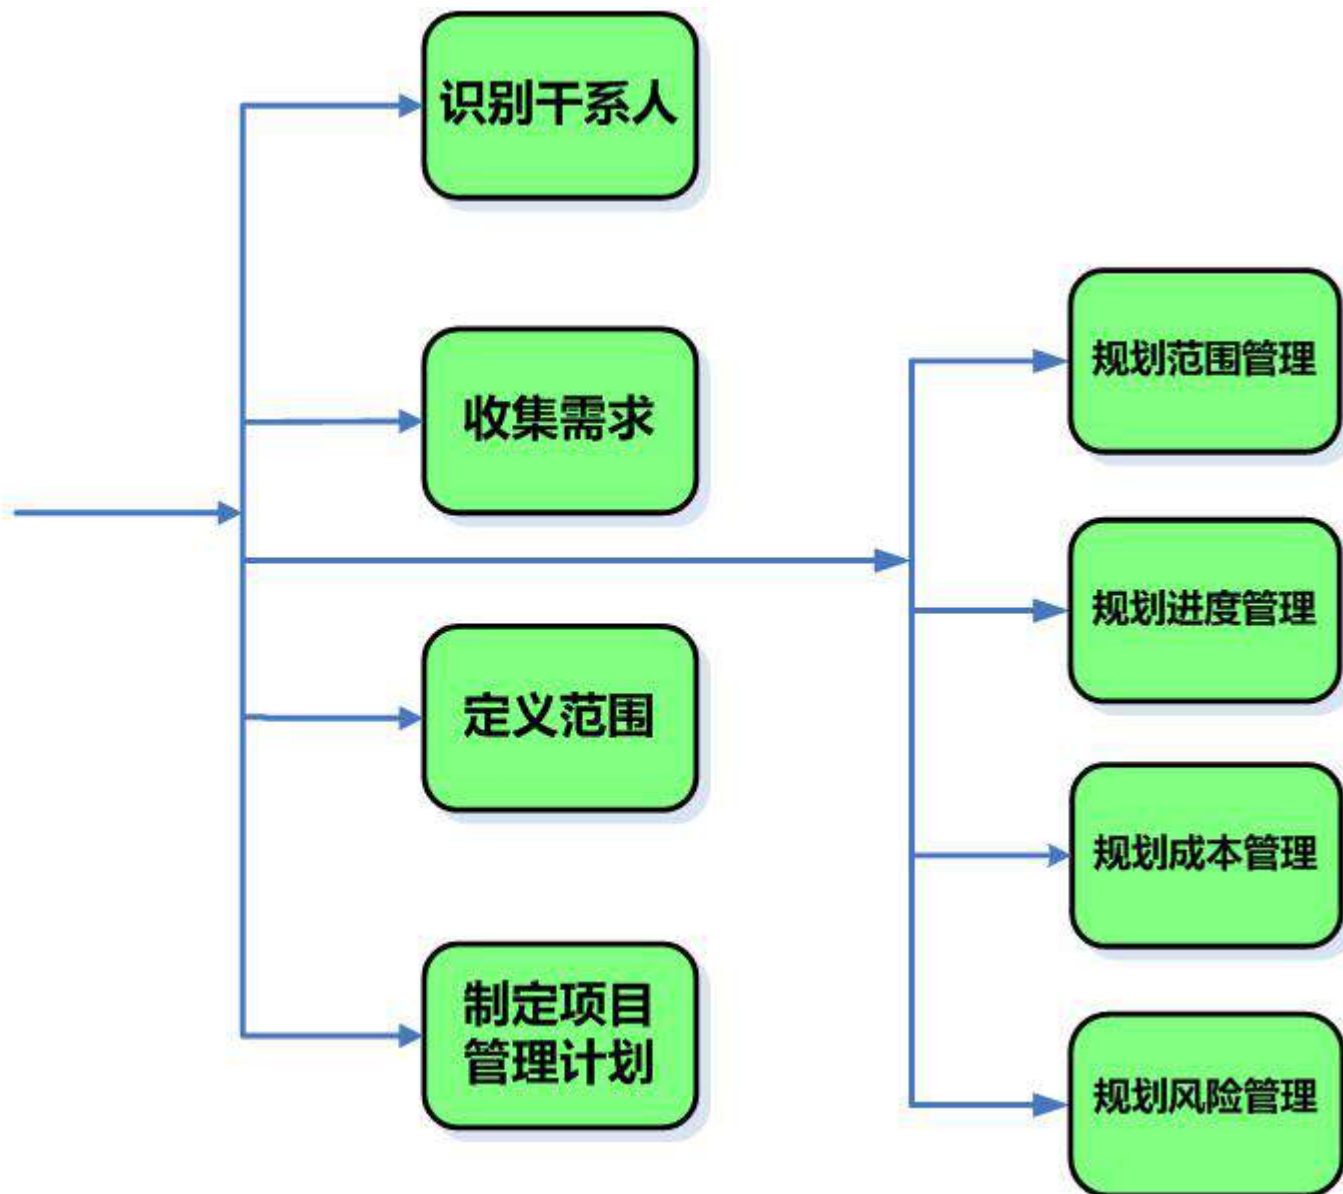 识别干系人
收集需求
定义范围
制定项目
管理计划
规划范围管理
规划进度管理
规划成本管理
规划风险管理